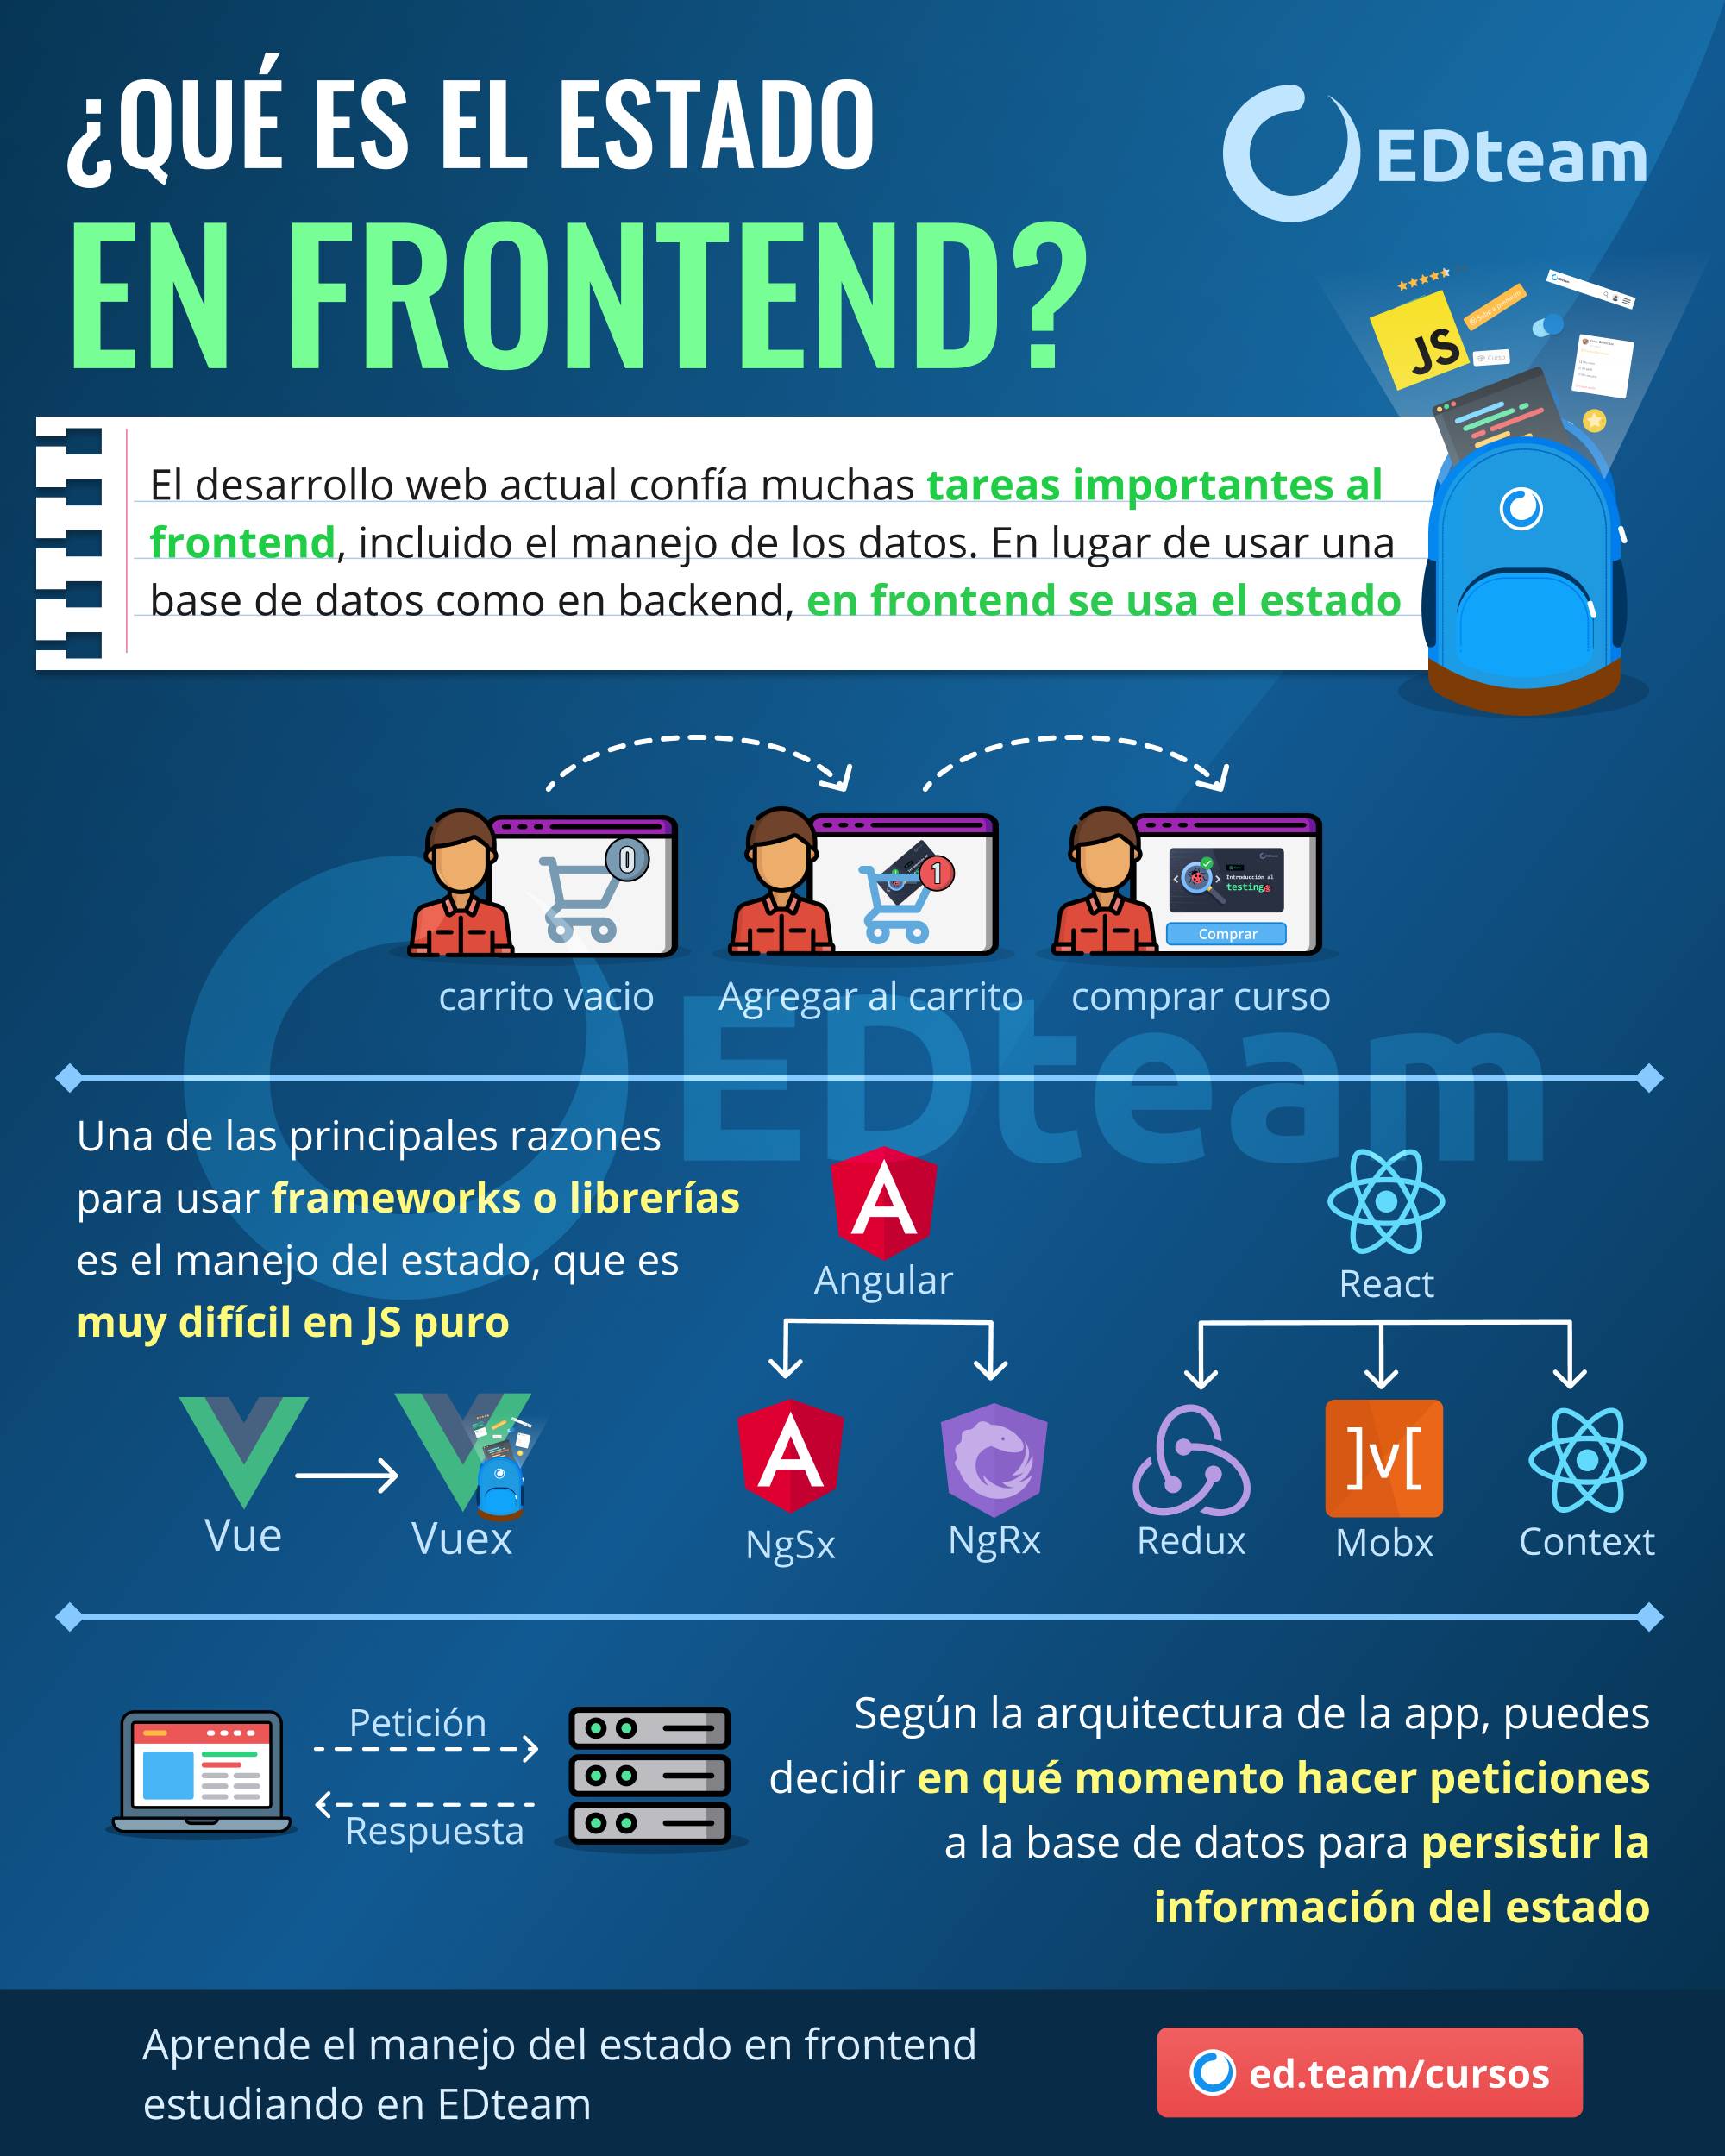 ¿QUÉ ES EL ESTADO
EN FRONTEND?
EDteam
JS
Curso
El desarrollo web actual confía muchas tareas importantes al
frontend, incluido el manejo de los datos. En lugar de usar una
base de datos como en backend, en frontend se usa el estado
0
1
Introducción al
testing
Comprar
carrito vacio
Agregar al carrito
comprar curso
EDteam
Una de las principales razones
para usar frameworks o librerías
es el manejo del estado, que es
muy difícil en JS puro
Angular
React
Vue
Vuex
NgSx
NgRx
Redux
Mobx
Context
Petición
Respuesta
Según la arquitectura de la app, puedes
decidir en qué momento hacer peticiones
a la base de datos para persistir la
información del estado
Aprende el manejo del estado en frontend
estudiando en EDteam
ed.team/cursos